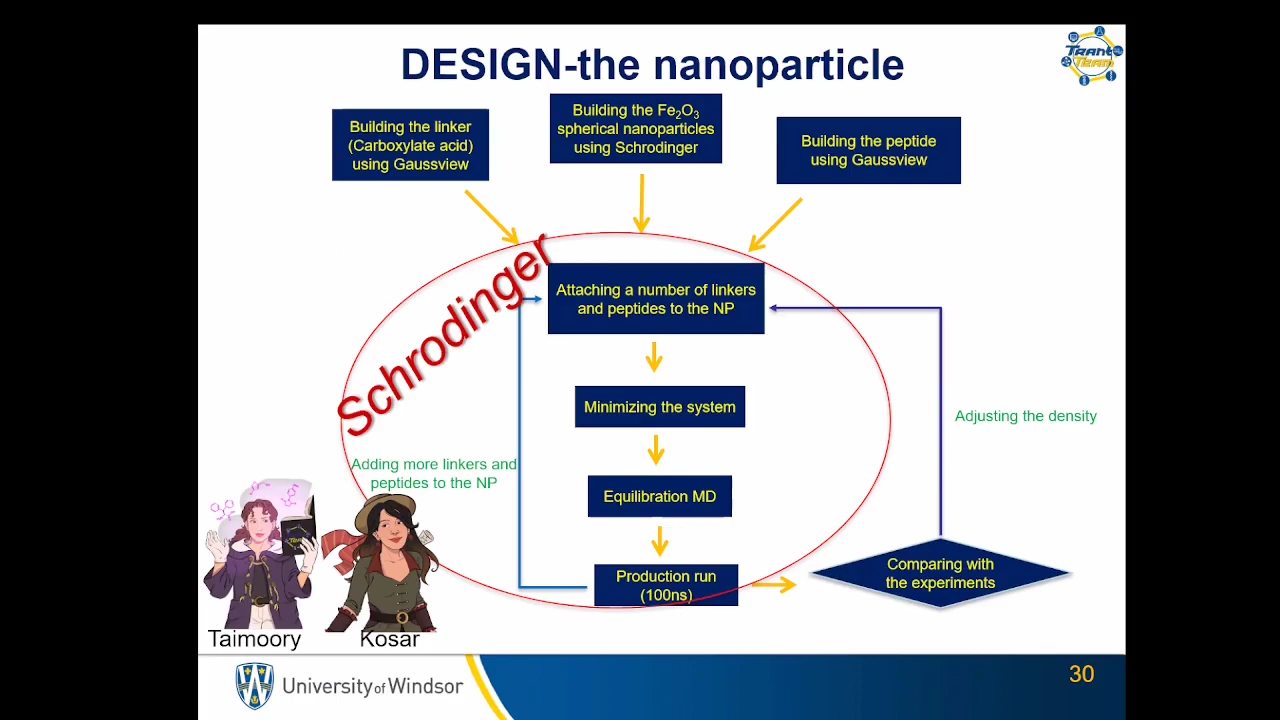 DESIGN-the nanoparticle
TRANT
TEAM
Building the linker
(Carboxylate acid)
using Gaussview
Building the Fe₂O₃
spherical nanoparticles
using Schrodinger
Building the peptide
using Gaussview
Schrodinger
Attaching a number of linkers
and peptides to the NP
Minimizing the system
Adjusting the density
Adding more linkers and
peptides to the NP
Equilibration MD
Production run
(100ns)
Comparing with
the experiments
Taimoory
Kosar
University of Windsor
30